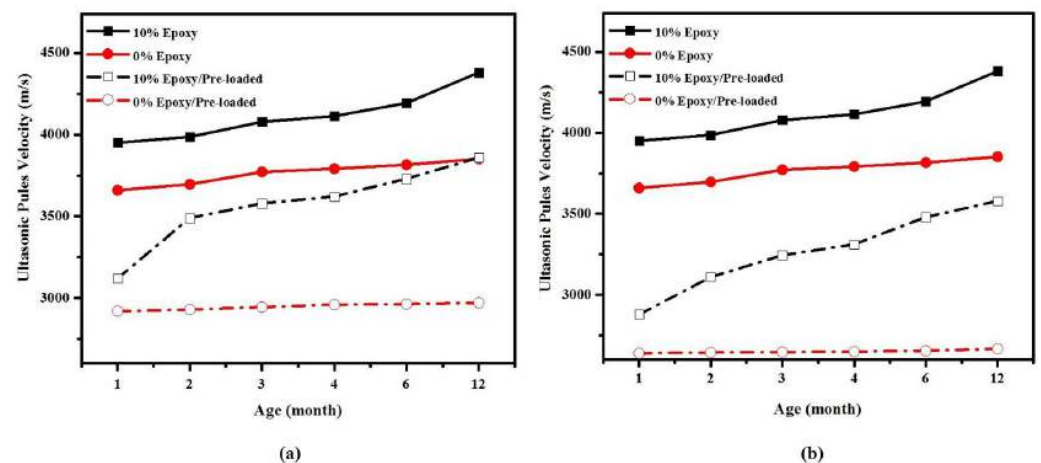 10% Epoxy
0% Epoxy
10% Epoxy/Pre-loaded
0% Epoxy/Pre-loaded
Ultasonic Pules Velocity (m/s)
4500
4000
3500
3000
1 2 3 4 6 12
Age (month)
(a)
10% Epoxy
0% Epoxy
10% Epoxy/Pre-loaded
0% Epoxy/Pre-loaded
Ultasonic Pules Velocity (m/s)
4500
4000
3500
3000
1 2 3 4 6 12
Age (month)
(b)